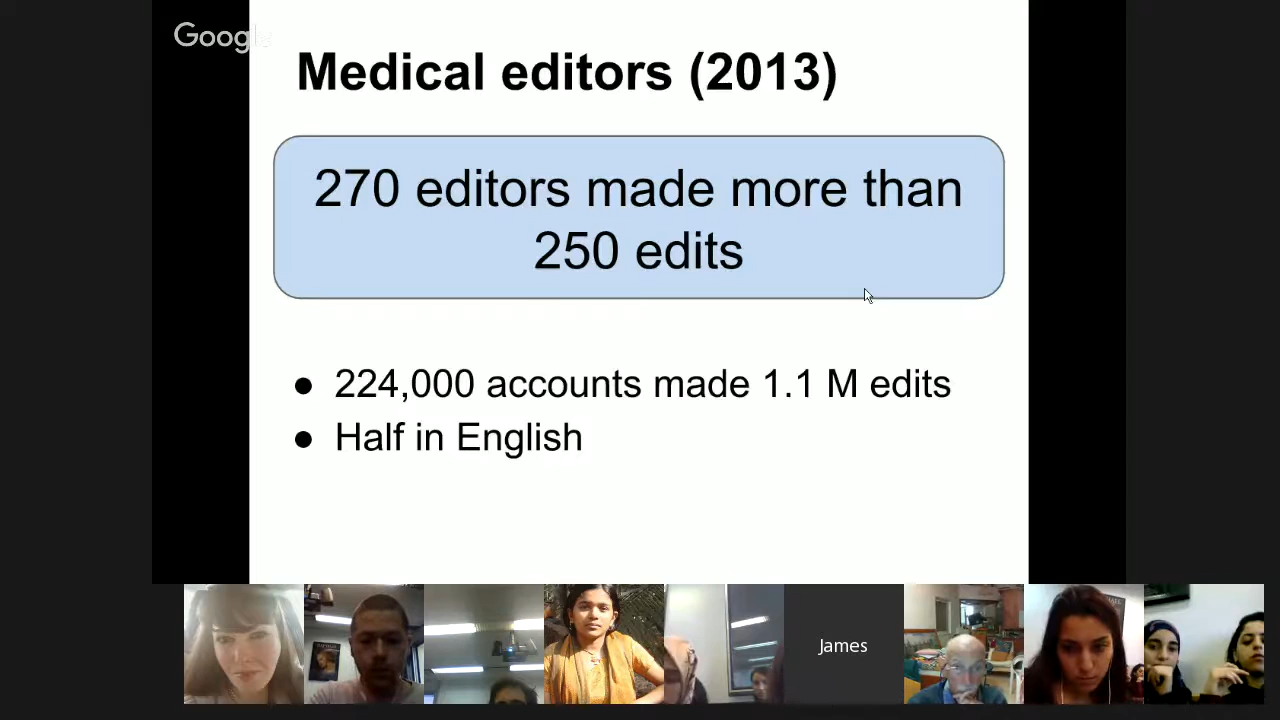 Google
Medical editors (2013)
270 editors made more than
250 edits
● 224,000 accounts made 1.1 M edits
● Half in English
James